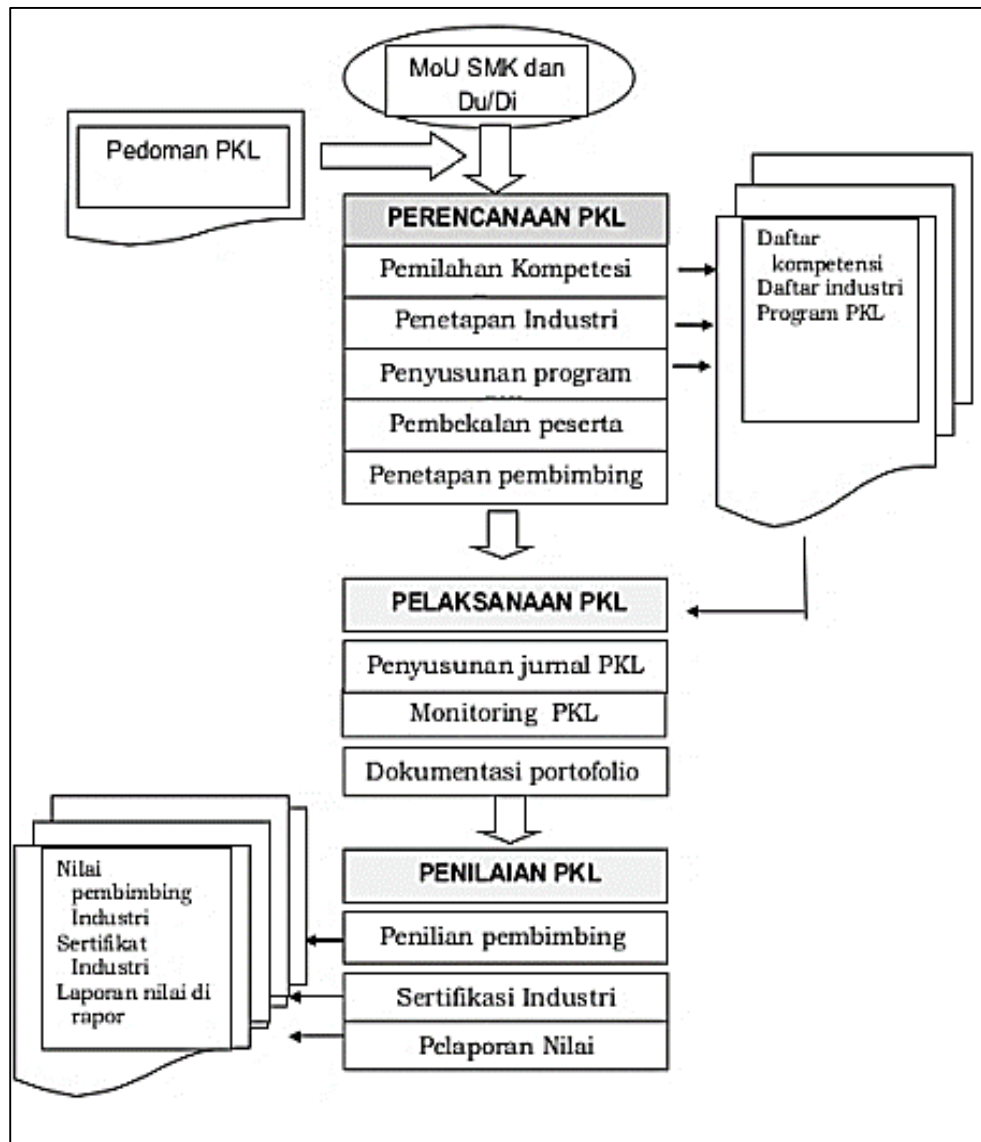 MoU SMK dan
Du/Di
Pedoman PKL
PERENCANAAN PKL
Pemilahan Kompetesi
Penetapan Industri
Penyusunan program
Pembekalan peserta
Penetapan pembimbing
Daftar
kompetensi
Daftar industri
Program PKL
PELAKSANAAN PKL
Penyusunan jurnal PKL
Monitoring PKL
Dokumentasi portofolio
PENILAIAN PKL
Penilian pembimbing
Sertifikasi Industri
Pelaporan Nilai
Nilai
pembimbing
Industri
Sertifikat
Industri
Laporan nilai di
rapor